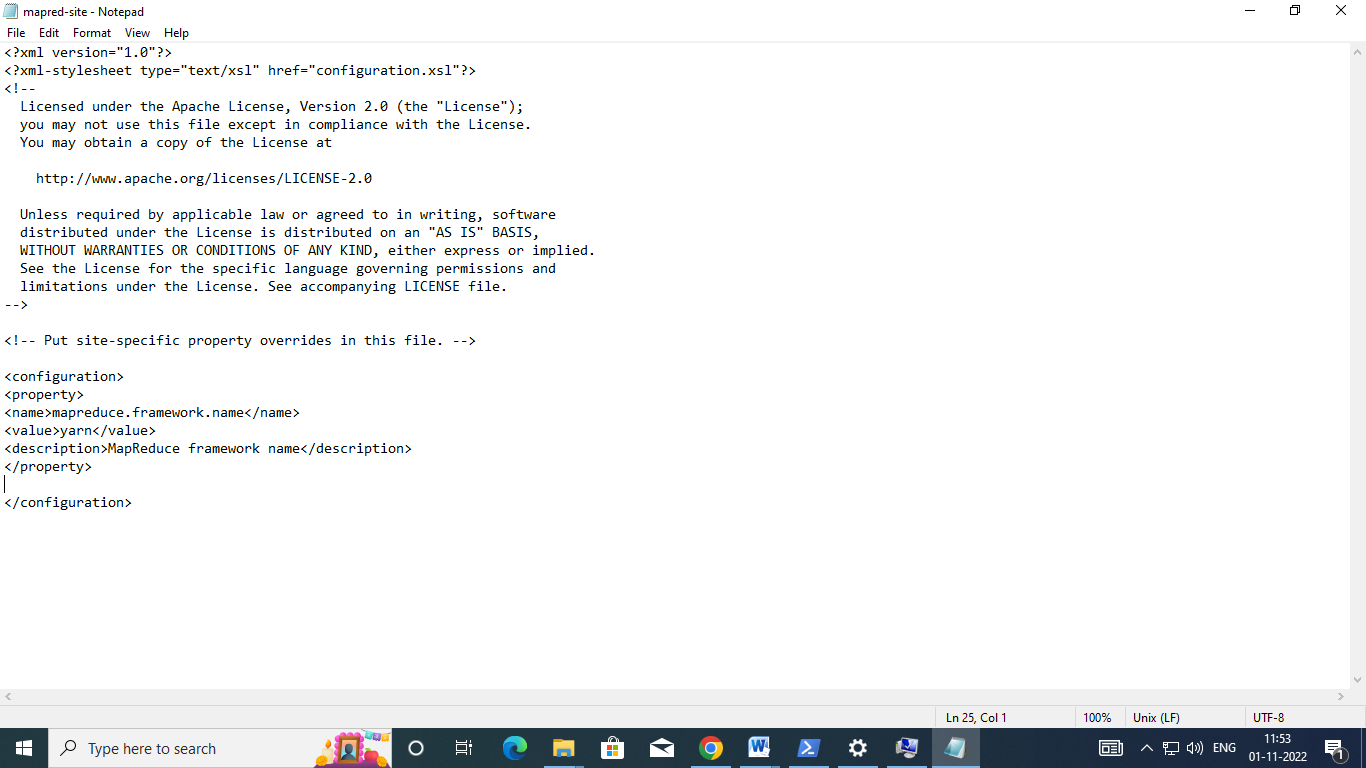 mapred-site - Notepad
File Edit Format View Help
<?xml version="1.0"?>
<?xml-stylesheet type="text/xsl" href="configuration.xsl"?>
<!--
  Licensed under the Apache License, Version 2.0 (the "License");
  you may not use this file except in compliance with the License.
  You may obtain a copy of the License at

    http://www.apache.org/licenses/LICENSE-2.0

  Unless required by applicable law or agreed to in writing, software
  distributed under the License is distributed on an "AS IS" BASIS,
  WITHOUT WARRANTIES OR CONDITIONS OF ANY KIND, either express or implied.
  See the License for the specific language governing permissions and
  limitations under the License. See accompanying LICENSE file.
-->

<!-- Put site-specific property overrides in this file. -->

<configuration>
<property>
<name>mapreduce.framework.name</name>
<value>yarn</value>
<description>MapReduce framework name</description>
</property>

</configuration>
Ln 25, Col 1 100% Unix (LF) UTF-8
Type here to search
ENG
11:53
01-11-2022
1